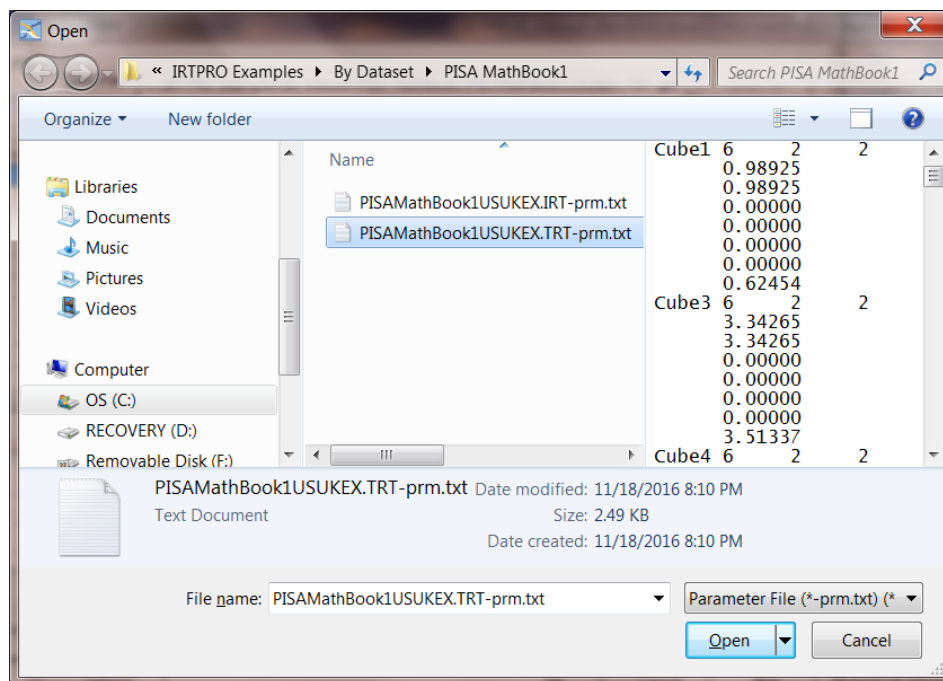 Open
« IRTPRO Examples ▸ By Dataset ▸ PISA MathBook1
Search PISA MathBook1
Organize
New folder
Libraries
Documents
Music
Pictures
Videos
Computer
OS (C:)
RECOVERY (D:)
Removable Disk (F:)
Name
PISAMathBook1USUKEX.IRT-prm.txt
PISAMathBook1USUKEX.TRT-prm.txt
Cube1 6 2 2
0.98925
0.98925
0.00000
0.00000
0.00000
0.00000
0.62454
Cube3 6 2 2
3.34265
3.34265
0.00000
0.00000
0.00000
0.00000
3.51337
Cube4 6 2 2
PISAMathBook1USUKEX.TRT-prm.txt Date modified: 11/18/2016 8:10 PM
Text Document Size: 2.49 KB
Date created: 11/18/2016 8:10 PM
File name: PISAMathBook1USUKEX.TRT-prm.txt
Parameter File (*-prm.txt) (*
Open
Cancel